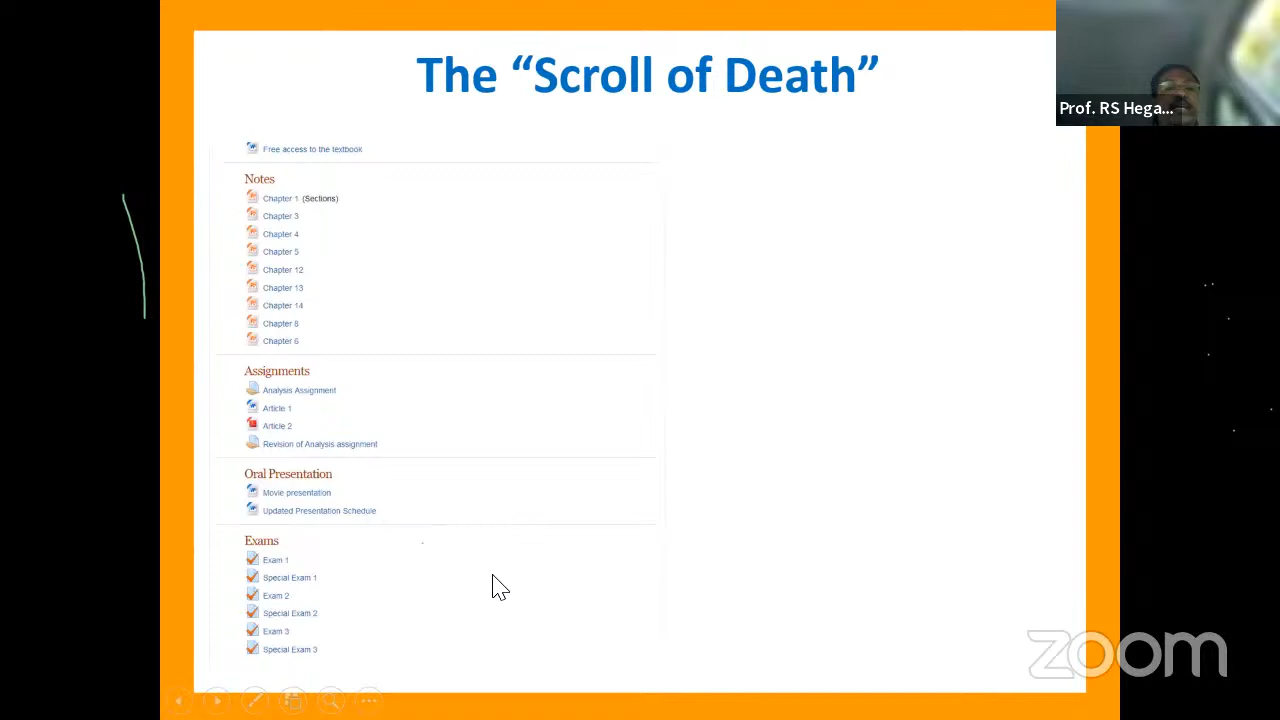 The “Scroll of Death”
Prof. RS Hega...
Free access to the textbook
Notes
Chapter 1 (Sections)
Chapter 3
Chapter 4
Chapter 5
Chapter 12
Chapter 13
Chapter 14
Chapter 8
Chapter 6
Assignments
Analysis Assignment
Article 1
Article 2
Revision of Analysis assignment
Oral Presentation
Movie presentation
Updated Presentation Schedule
Exams
Exam 1
Special Exam 1
Exam 2
Special Exam 2
Exam 3
Special Exam 3
zoom